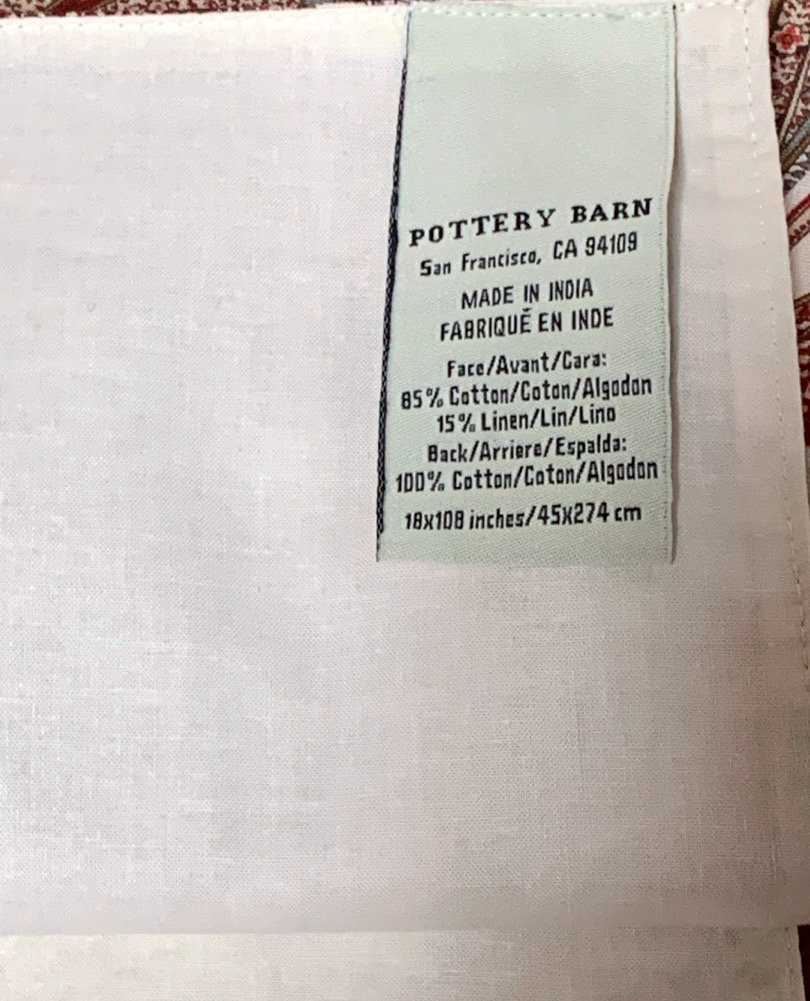 POTTERY BARN
San Francisco, CA 94109
MADE IN INDIA
FABRIQUÉ EN INDE
Face/Avant/Cara:
85% Cotton/Coton/Algodon
15% Linen/Lin/Lino
Back/Arriere/Espalda:
100% Cotton/Coton/Algodon
18x108 inches/45x274 cm